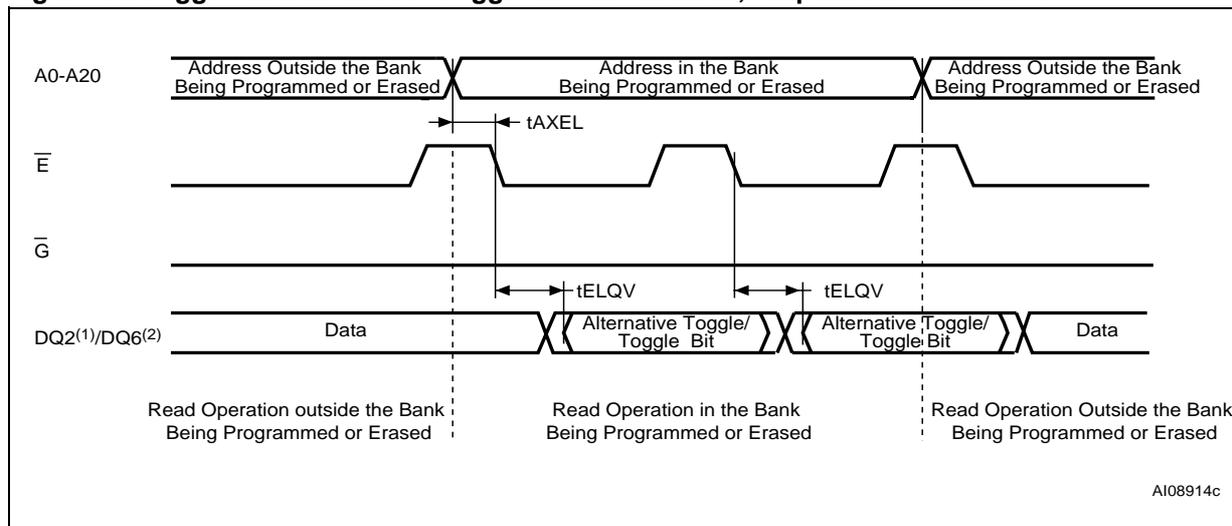 A0-A20
Address Outside the Bank
Being Programmed or Erased
Address in the Bank
Being Programmed or Erased
Address Outside the Bank
Being Programmed or Erased
tAXEL
E
G
tELQV
tELQV
DQ2(1)/DQ6(2)
Data
Alternative Toggle/
Toggle Bit
Alternative Toggle/
Toggle Bit
Data
Read Operation outside the Bank
Being Programmed or Erased
Read Operation in the Bank
Being Programmed or Erased
Read Operation Outside the Bank
Being Programmed or Erased
AI08914c